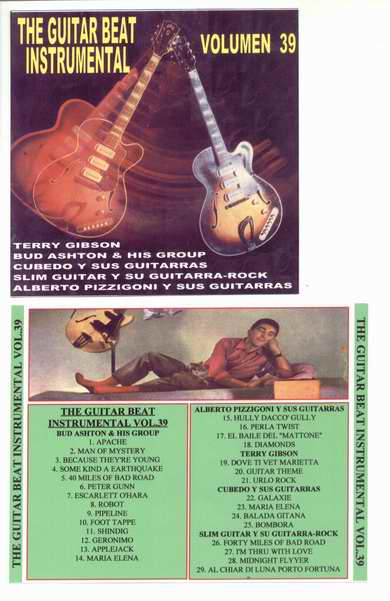 THE GUITAR BEAT
INSTRUMENTAL
VOLUMEN 39
TERRY GIBSON
BUD ASHTON & HIS GROUP
CUBEDO Y SUS GUITARRAS
SLIM GUITAR Y SU GUITARRA-ROCK
ALBERTO PIZZIGONI Y SUS GUITARRAS
THE GUITAR BEAT INSTRUMENTAL VOL.39
THE GUITAR BEAT
INSTRUMENTAL VOL.39
BUD ASHTON & HIS GROUP
1. APACHE
2. MAN OF MYSTERY
3. BECAUSE THEY'RE YOUNG
4. SOME KIND A EARTHQUAKE
5. 40 MILES OF BAD ROAD
6. PETER GUNN
7. ESCARLETT O'HARA
8. ROBOT
9. PIPELINE
10. FOOT TAPPE
11. SHINDIG
12. GERONIMO
13. APPLEJACK
14. MARIA ELENA
ALBERTO PIZZIGONI Y SUS GUITARRAS
15. HULLY DACCO' GULLY
16. PERLA TWIST
17. EL BAILE DEL "MATTONE"
18. DIAMONDS
TERRY GIBSON
19. DOVE TI VET MARIETTA
20. GUITAR THEME
21. URLO ROCK
CUBEDO Y SUS GUITARRAS
22. GALAXIE
23. MARIA ELENA
24. BALADA GITANA
25. BOMBORA
SLIM GUITAR Y SU GUITARRA-ROCK
26. FORTY MILES OF BAD ROAD
27. I'M THRU WITH LOVE
28. MIDNIGHT FLYYER
29. AL CHIAR DI LUNA PORTO FORTUNA
THE GUITAR BEAT INSTRUMENTAL VOL.39